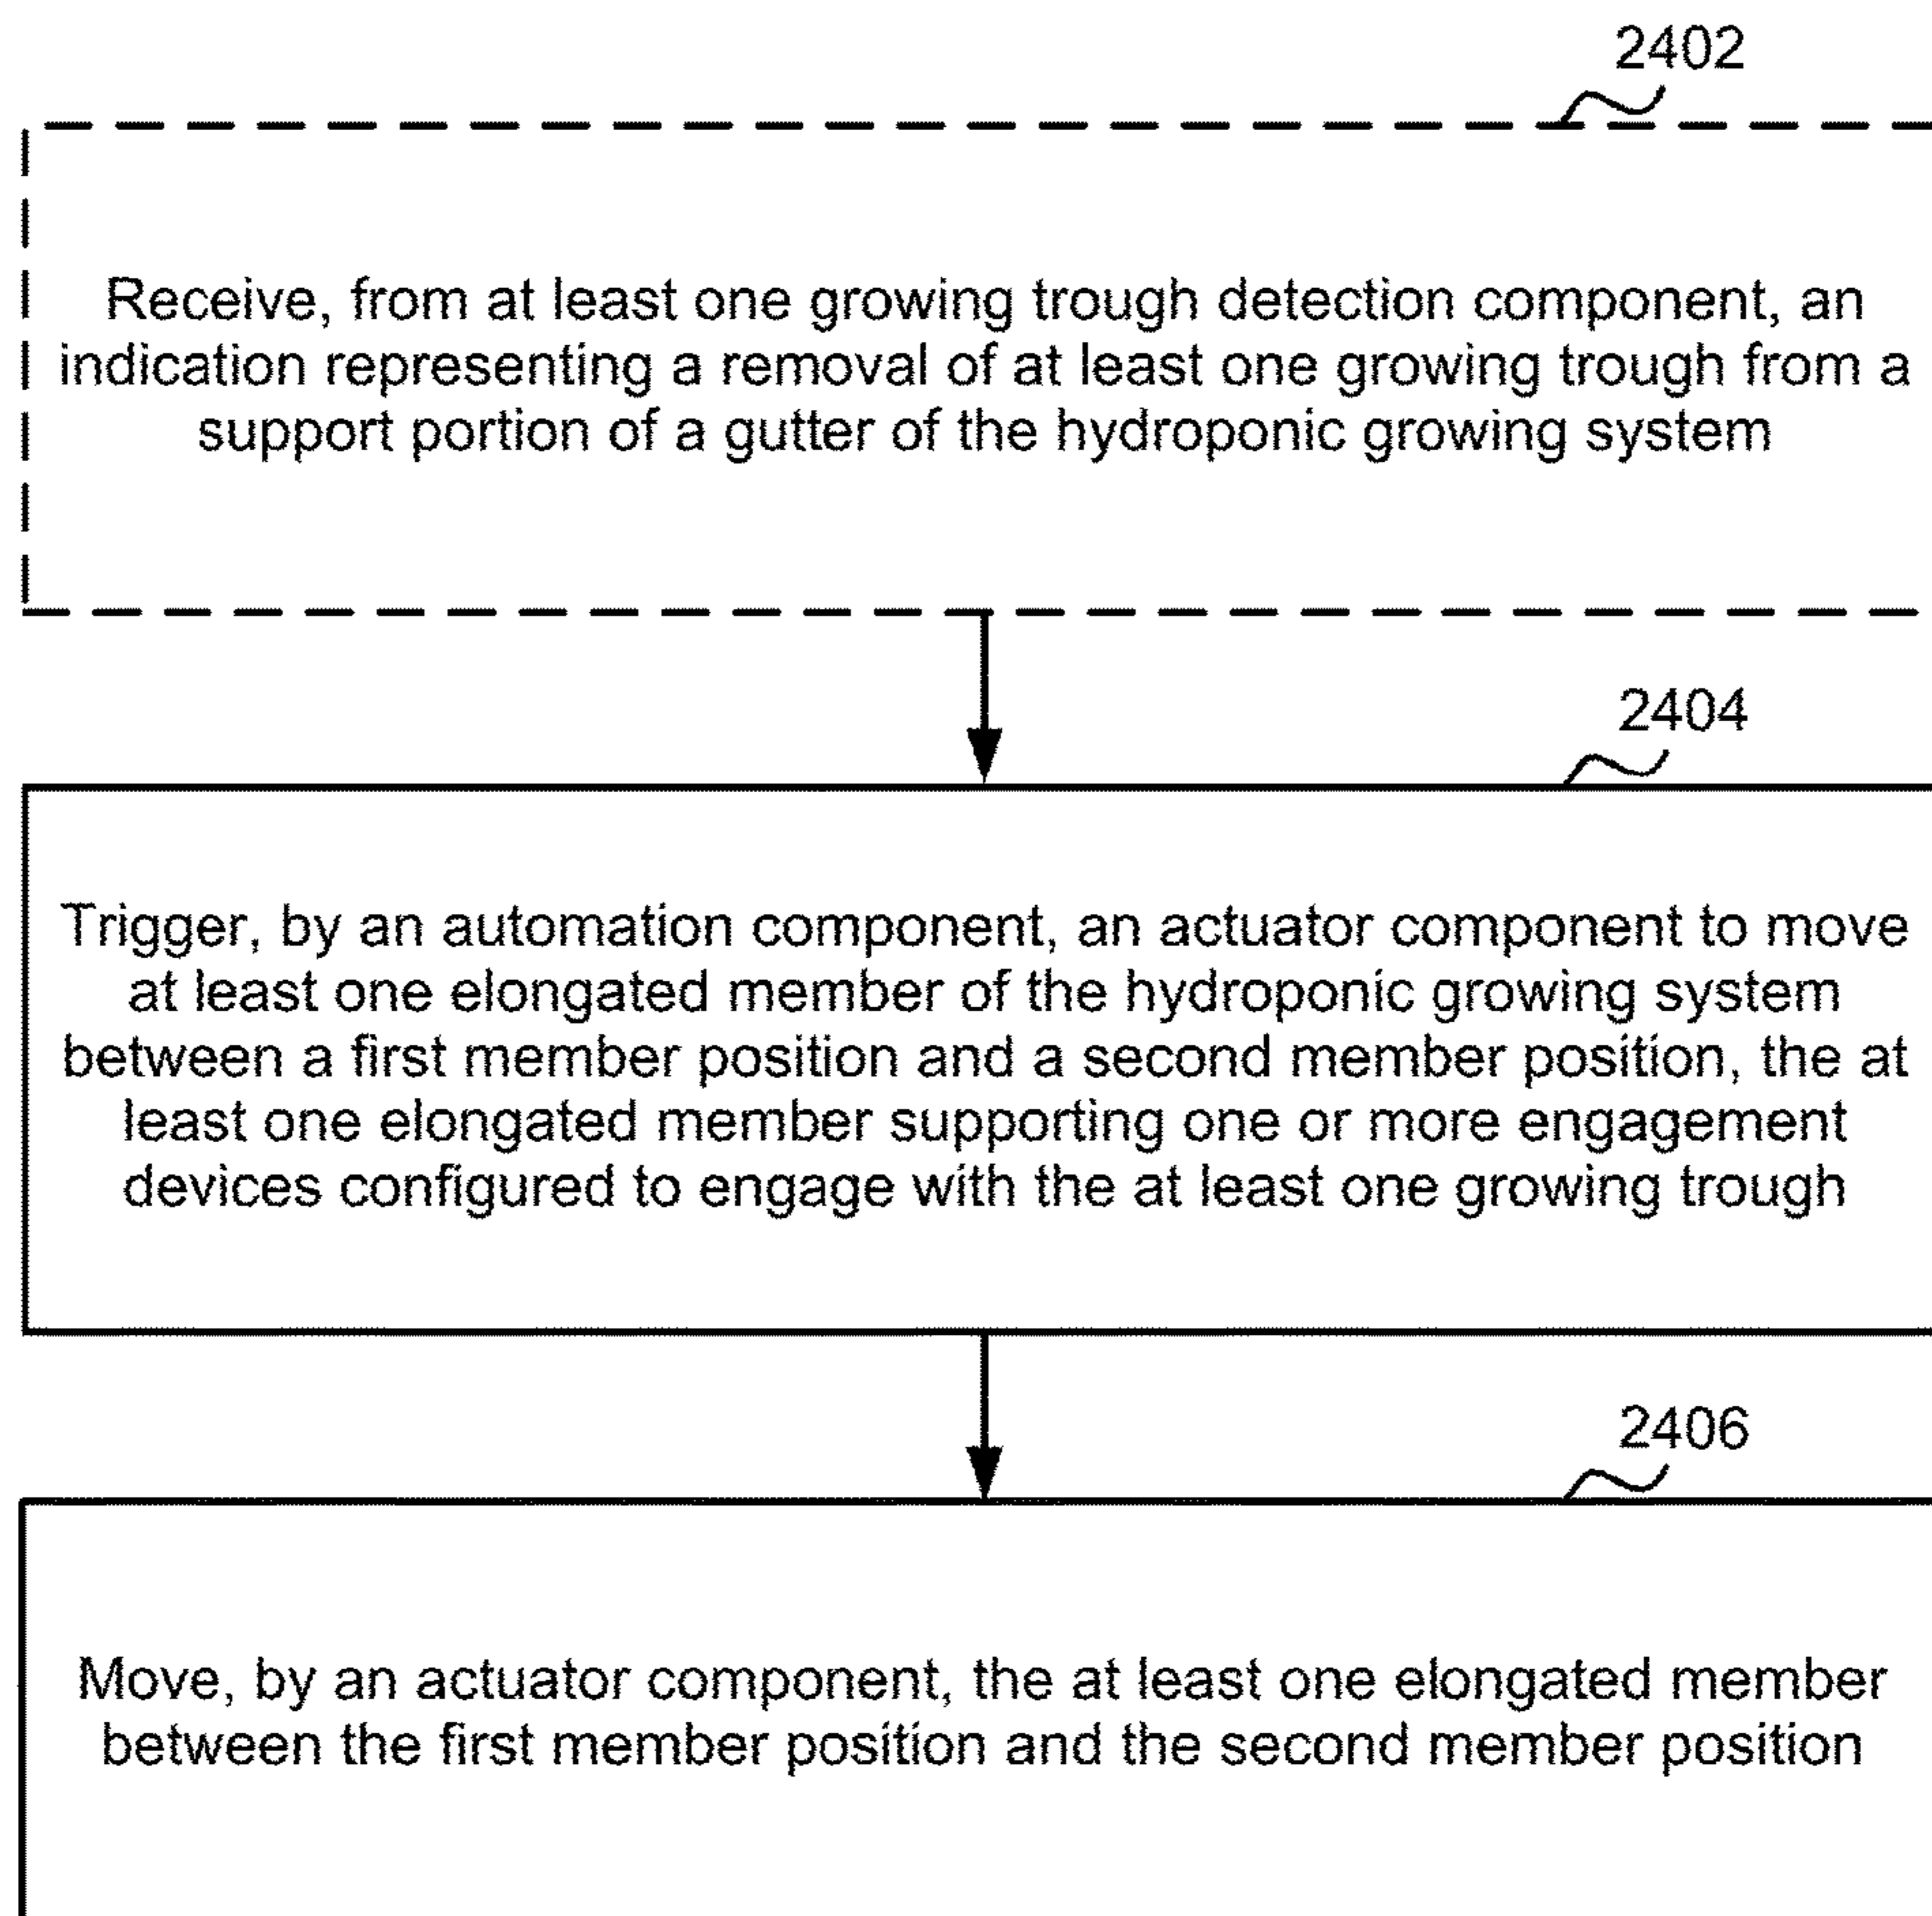 2402
Receive, from at least one growing trough detection component, an
indication representing a removal of at least one growing trough from a
support portion of a gutter of the hydroponic growing system
2404
Trigger, by an automation component, an actuator component to move
at least one elongated member of the hydroponic growing system
between a first member position and a second member position, the at
least one elongated member supporting one or more engagement
devices configured to engage with the at least one growing trough
2406
Move, by an actuator component, the at least one elongated member
between the first member position and the second member position